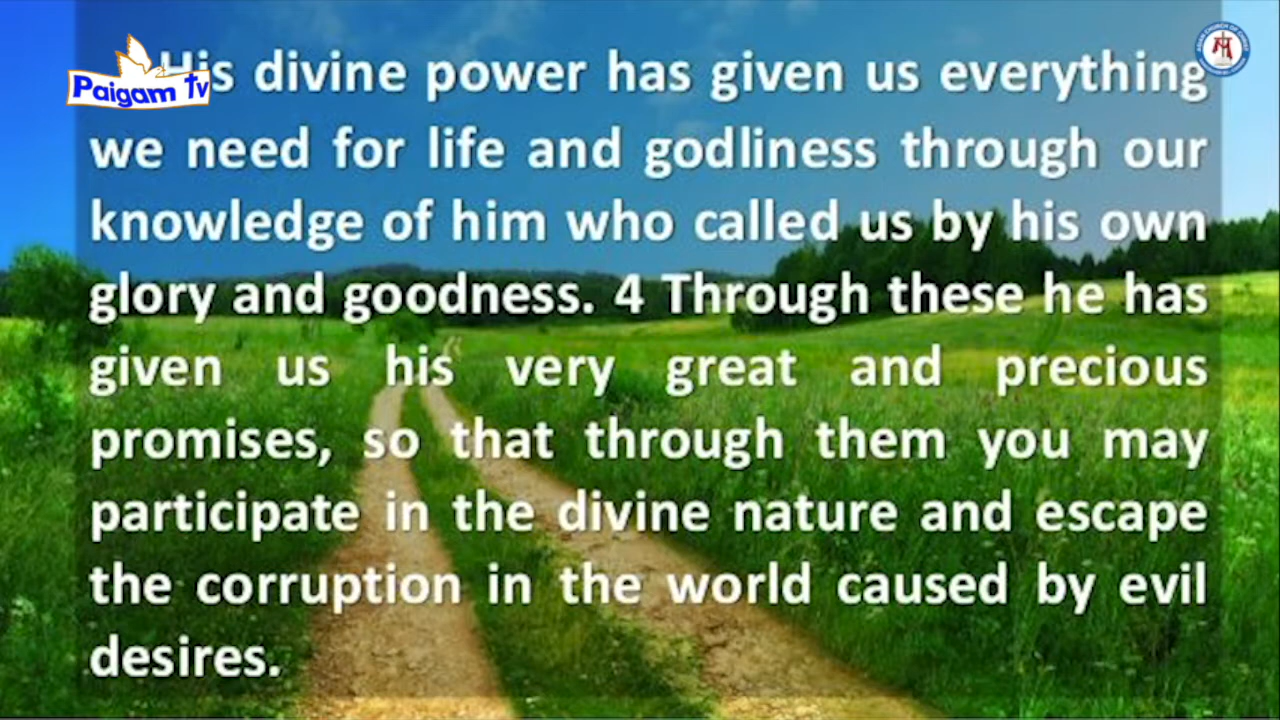 His divine power has given us everything
we need for life and godliness through our
knowledge of him who called us by his own
glory and goodness. 4 Through these he has
given us his very great and precious
promises, so that through them you may
participate in the divine nature and escape
the corruption in the world caused by evil
desires.
Paigam Tv